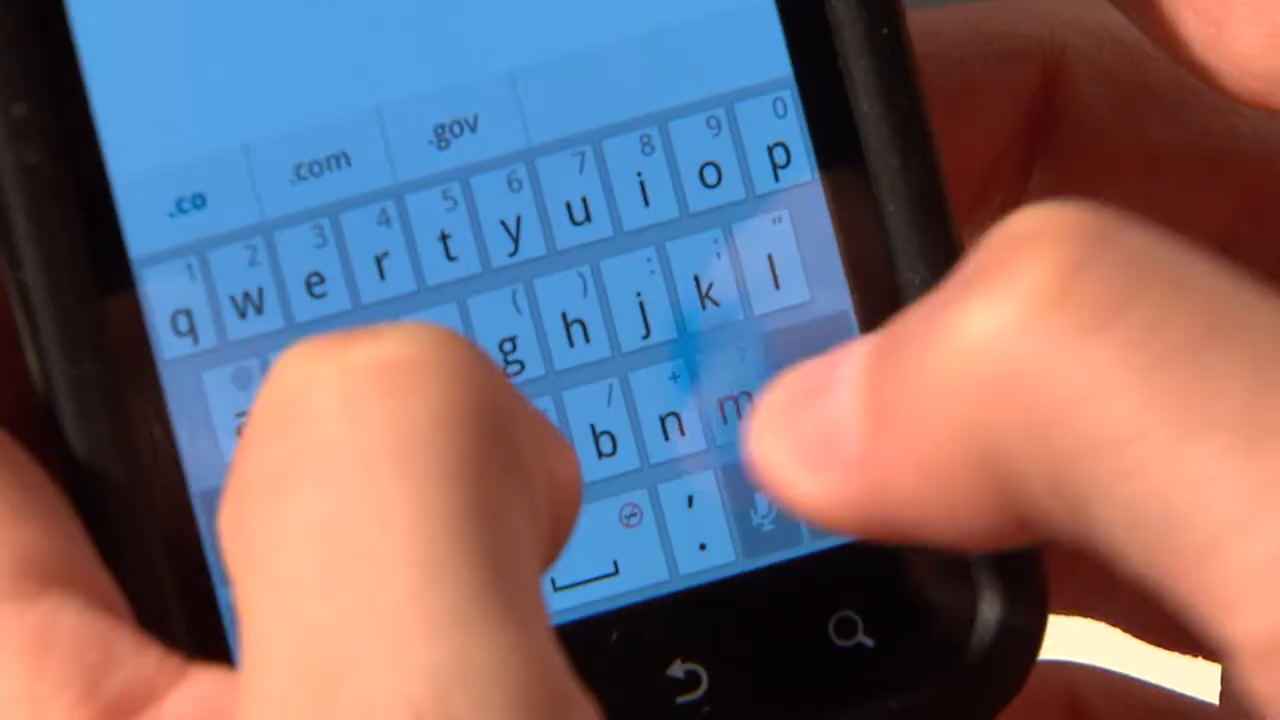 .co .com .gov
1 2 3 4 5 6 7 8 9 0
q w e r t y u i o p
( ) : ; "
g h j k l
/ + ?
b n m
' .